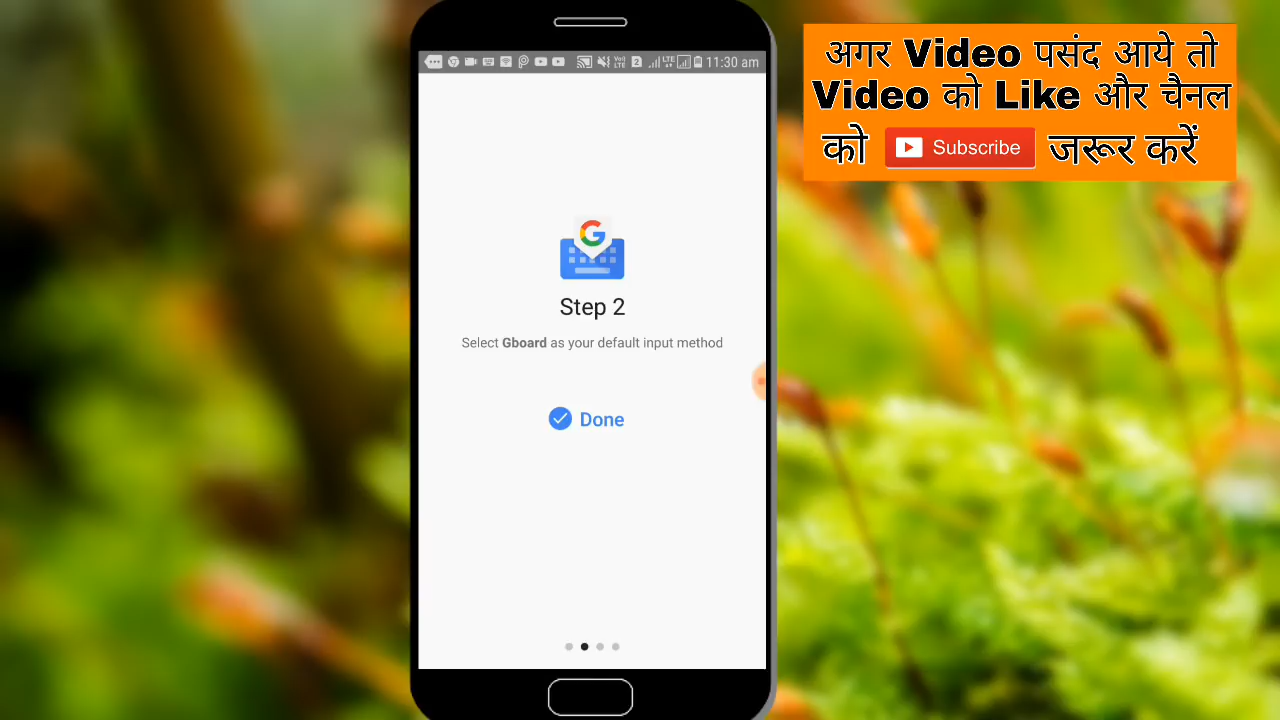 11:30 am
अगर Video पसंद आये तो
Video को Like और चैनल
को Subscribe जरूर करें
G
Step 2
Select Gboard as your default input method
Done